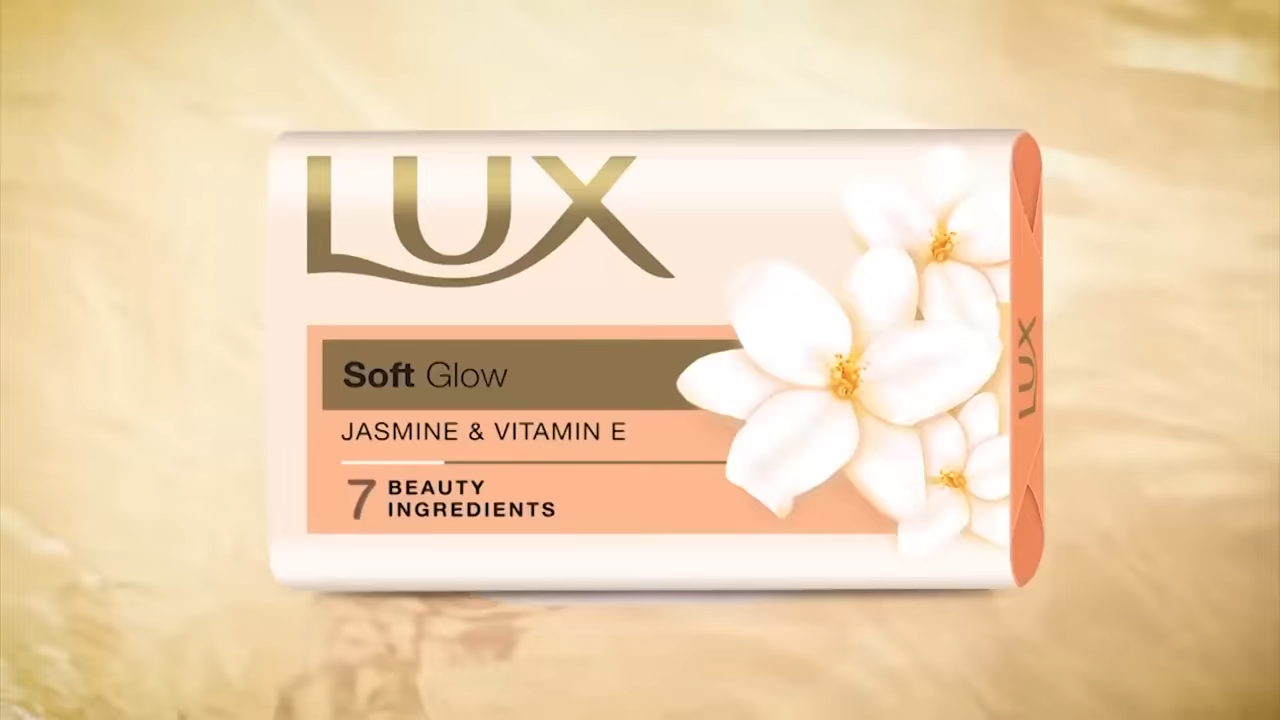 LUX
Soft Glow
JASMINE & VITAMIN E
7 BEAUTY
INGREDIENTS
LUX